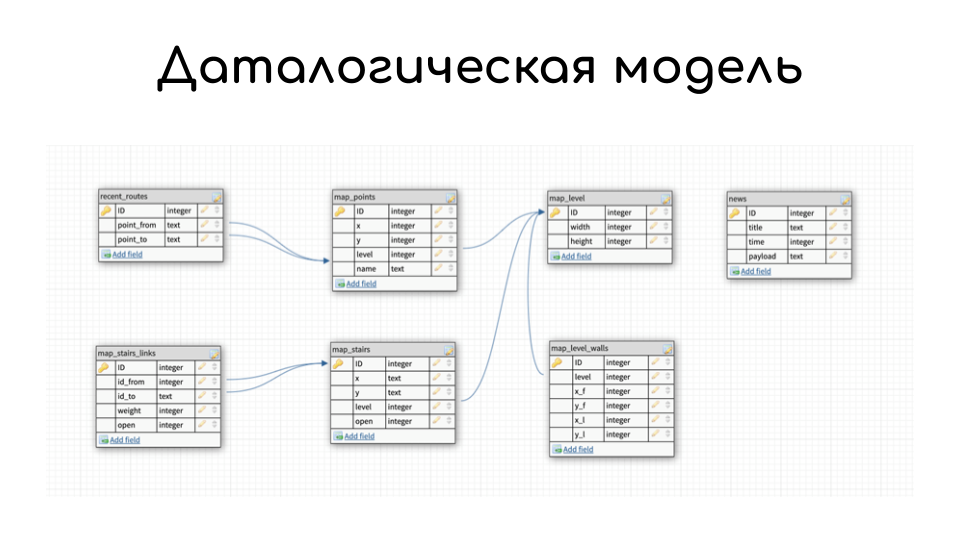 Даталогическая модель
recent_routes
ID integer
point_from text
point_to text
Add field
map_points
ID integer
x integer
y integer
level integer
name text
Add field
map_level
ID integer
width integer
height integer
Add field
news
ID integer
title text
time integer
payload text
Add field
map_stairs_links
ID integer
id_from integer
id_to text
weight integer
open integer
Add field
map_stairs
ID integer
x text
y text
level integer
open integer
Add field
map_level_walls
ID integer
level integer
x_f integer
y_f integer
x_l integer
y_l integer
Add field